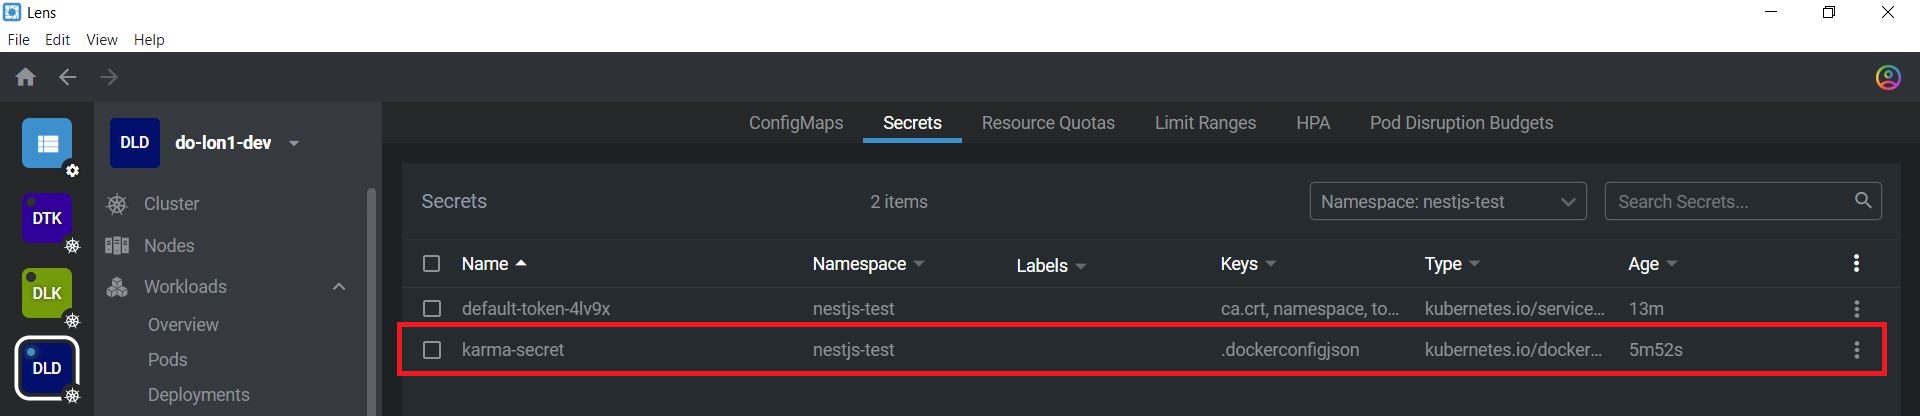 Lens
File Edit View Help
DLD do-lon1-dev
ConfigMaps Secrets Resource Quotas Limit Ranges HPA Pod Disruption Budgets
DTK
DLK
DLD
Cluster
Nodes
Workloads
Overview
Pods
Deployments
Secrets 2 items Namespace: nestjs-test Search Secrets...
Name Namespace Labels Keys Type Age
default-token-4lv9x nestjs-test ca.crt, namespace, to... kubernetes.io/service... 13m
karma-secret nestjs-test .dockerconfigjson kubernetes.io/docker... 5m52s